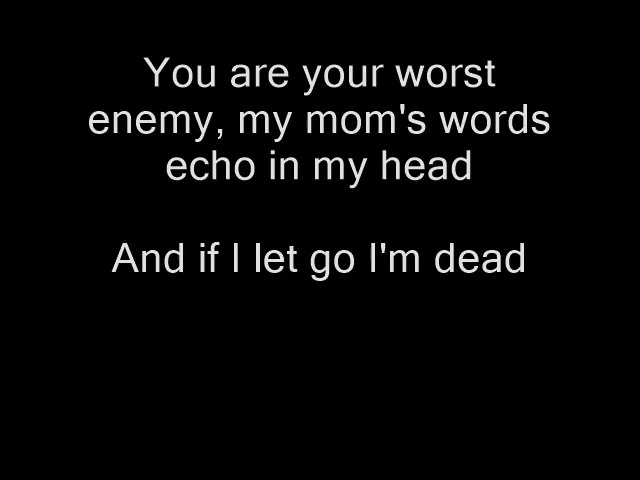 You are your worst
enemy, my mom's words
echo in my head
And if I let go I'm dead